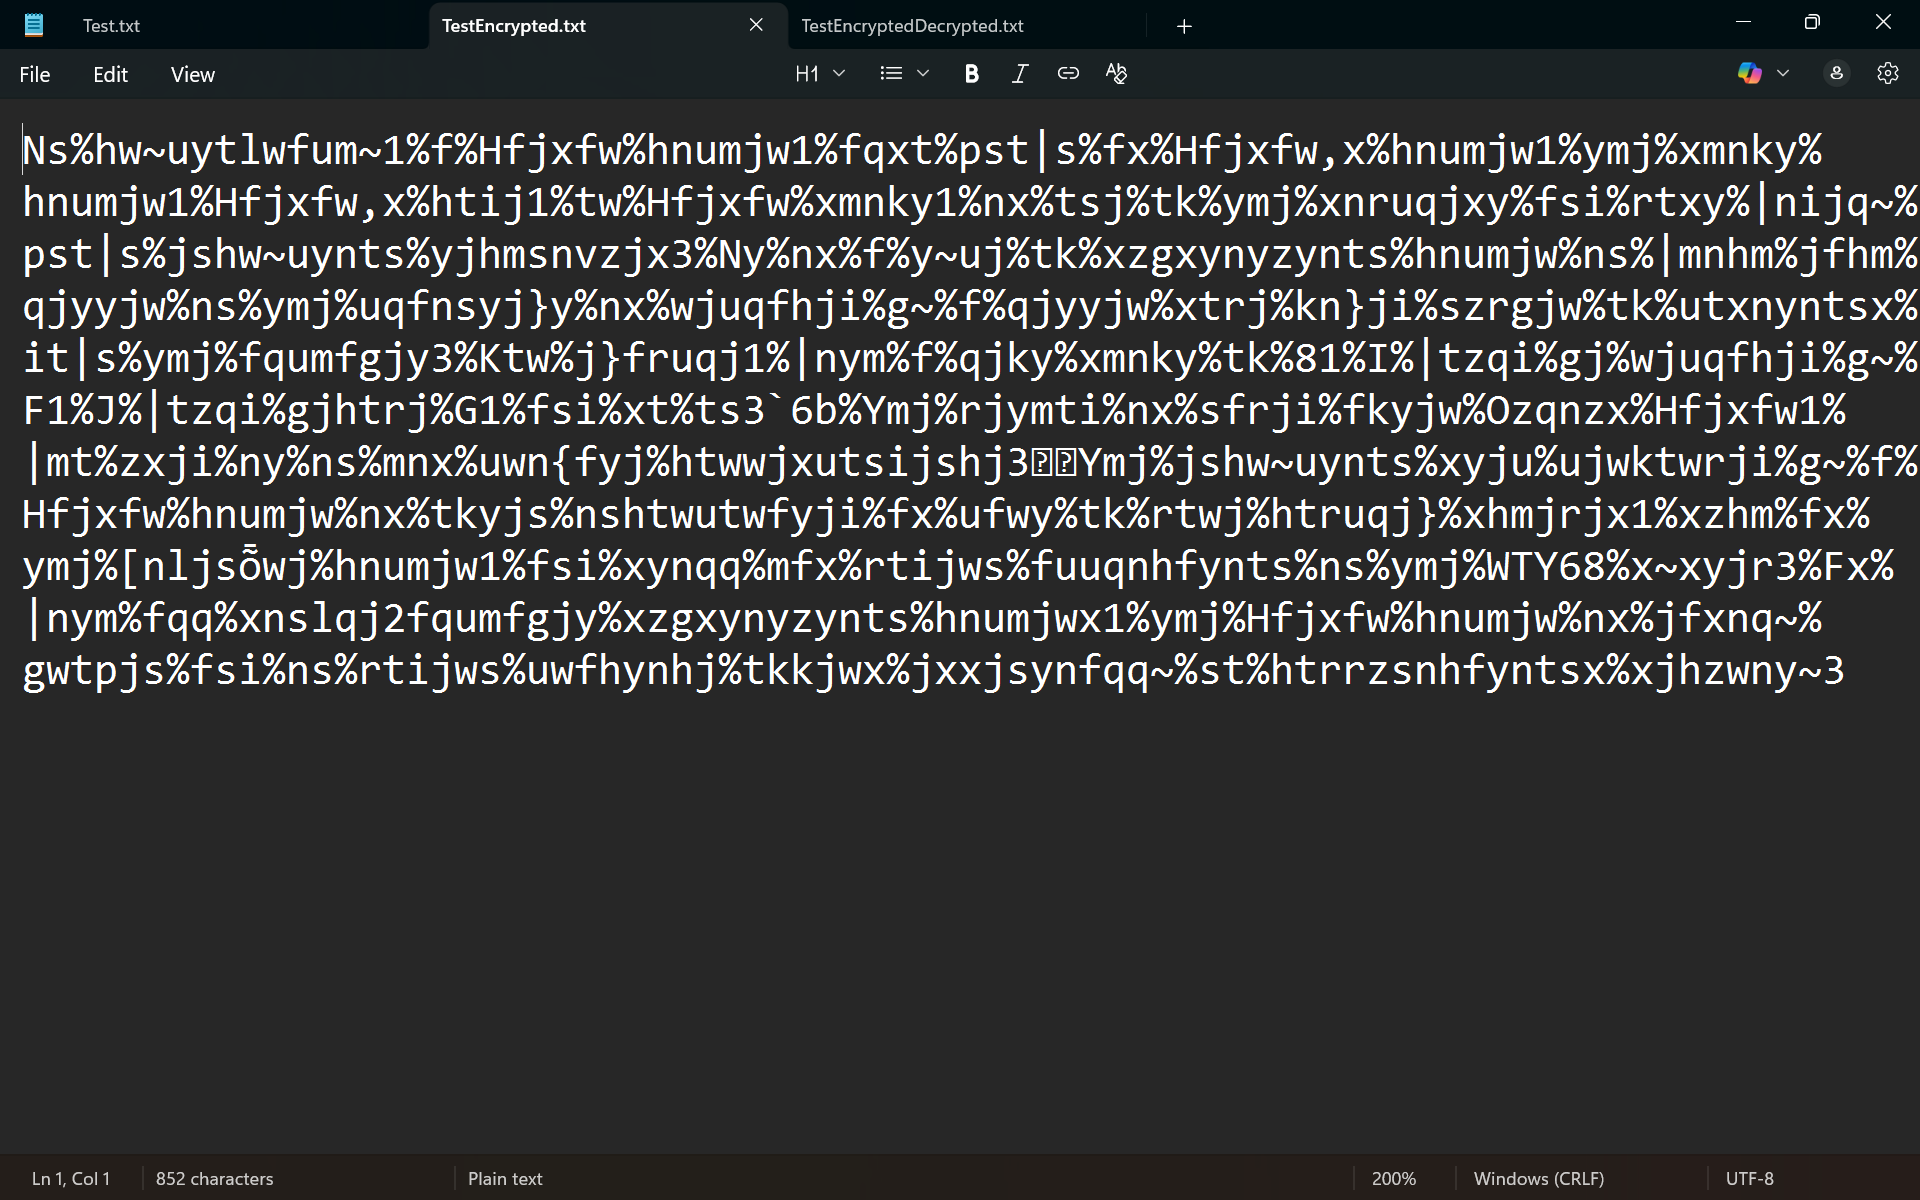 Test.txt
TestEncrypted.txt
TestEncryptedDecrypted.txt
File Edit View H1
Ns%hw~uytlwfum~1%f%Hfjxfw%hnumjw1%fqxt%pst|s%fx%Hfjxfw,x%hnumjw1%ymj%xmnky%
hnumjw1%Hfjxfw,x%htij1%tw%Hfjxfw%xmnky1%nx%tsj%tk%ymj%xnruqjxy%fsi%rtxy%|nijq~%
pst|s%jshw~uynts%yjhmsnvzjx3%Ny%nx%f%y~uj%tk%xzgxynyzynts%hnumjw%ns%|mnhm%jfhm%
qjyyjw%ns%ymj%uqfnsyj}y%nx%wjuqfhji%g~%f%qjyyjw%xtrj%kn}ji%szrgjw%tk%utxnyntsx%
it|s%ymj%fqumfgjy3%Ktw%j}fruqj1%|nym%f%qjky%xmnky%tk%81%I%|tzqi%gj%wjuqfhji%g~%
F1%J%|tzqi%gjhtrj%G1%fsi%xt%ts3`6b%Ymj%rjymti%nx%sfrji%fkyjw%Ozqnzx%Hfjxfw1%
|mt%zxji%ny%ns%mnx%uwn{fyj%htwwjxutsijshj3Ymj%jshw~uynts%xyju%ujwktwrji%g~%f%
Hfjxfw%hnumjw%nx%tkyjs%nshtwutwfyji%fx%ufwy%tk%rtwj%htruqj}%xhmjrjx1%xzhm%fx%
ymj%[nljsȭwj%hnumjw1%fsi%xynqq%mfx%rtijws%fuuqnhfynts%ns%ymj%WTY68%x~xyjr3%Fx%
|nym%fqq%xnslqj2fqumfgjy%xzgxynyzynts%hnumjwx1%ymj%Hfjxfw%hnumjw%nx%jfxnq~%
gwtpjs%fsi%ns%rtijws%uwfhynhj%tkkjwx%jxxjsynfqq~%st%htrrzsnhfyntsx%xjhzwny~3
Ln 1, Col 1 852 characters Plain text 200% Windows (CRLF) UTF-8